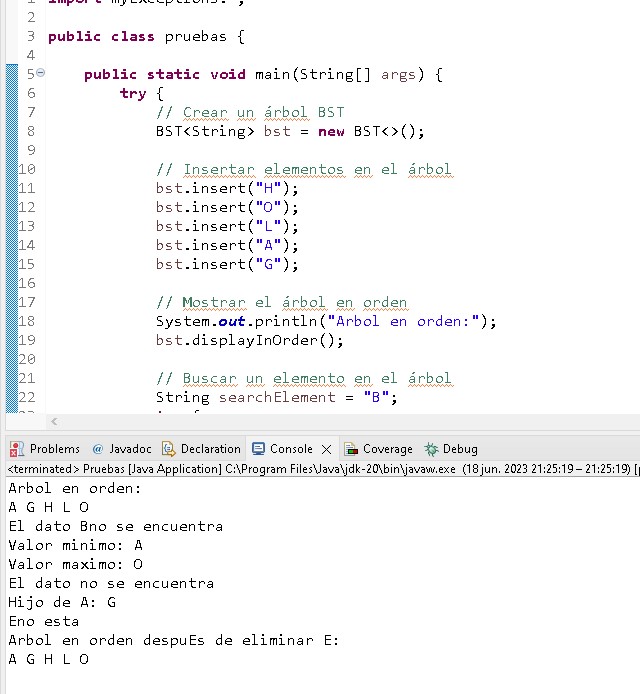 import myExceptions.*;
2
3 public class pruebas {
4
5 public static void main(String[] args) {
6 try {
7 // Crear un árbol BST
8 BST<String> bst = new BST<>();
9
10 // Insertar elementos en el árbol
11 bst.insert("H");
12 bst.insert("O");
13 bst.insert("L");
14 bst.insert("A");
15 bst.insert("G");
16
17 // Mostrar el árbol en orden
18 System.out.println("Arbol en orden:");
19 bst.displayInOrder();
20
21 // Buscar un elemento en el árbol
22 String searchElement = "B";
Problems @ Javadoc Declaration Console Coverage Debug
<terminated> Pruebas [Java Application] C:\Program Files\Java\jdk-20\bin\javaw.exe (18 jun. 2023 21:25:19 – 21:25:19) [p
Arbol en orden:
A G H L O
El dato Bno se encuentra
Valor minimo: A
Valor maximo: O
El dato no se encuentra
Hijo de A: G
Eno esta
Arbol en orden despuEs de eliminar E:
A G H L O